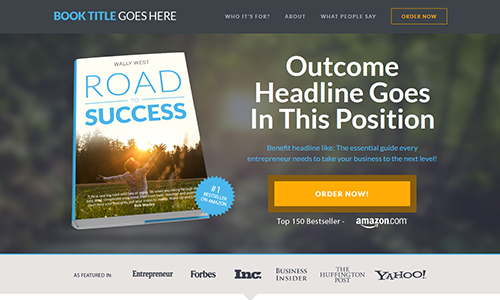 BOOK TITLE GOES HERE
WHO IT'S FOR?
ABOUT
WHAT PEOPLE SAY
ORDER NOW
WALLY WEST
ROAD
TO
SUCCESS
#1
BESTSELLER
ON AMAZON
Outcome
Headline Goes
In This Position
Benefit headline like: The essential guide every
entrepreneur needs to take your business to the next level!
ORDER NOW!
Top 150 Bestseller - amazon.com
AS FEATURED IN:
Entrepreneur
Forbes
Inc.
BUSINESS
INSIDER
THE
HUFFINGTON
POST
YAHOO!